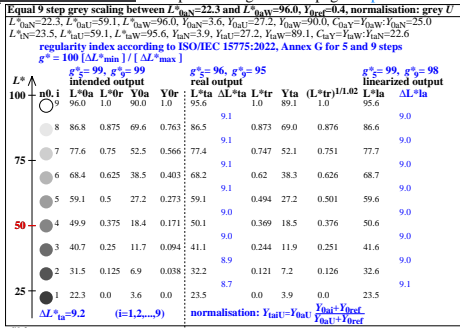 Equal 9 step grey scaling between L*0aN=22.3 and L*0aW=96.0, Y0ref=0.4, normalisation: grey U
L*0aN=22.3, L*0aU=59.1, L*0aW=96.0, Y0aN=3.6, Y0aU=27.2, Y0aW=90.0, C0aY=Y0aW:Y0aN=25.0
L*taN=23.5, L*taU=59.1, L*taW=95.6, YtaN=3.9, YtaU=27.2, YtaW=89.1, CtaY=YtaW:YtaN=22.6
regularity index according to ISO/IEC 15775:2022, Annex G for 5 and 9 steps
g* = 100 [ΔL*min ] / [ ΔL*max ]
g*5= 99, g*9= 99 g*5= 96, g*9= 95 g*5= 99, g*9= 98
intended output real output linearized output
L* n0. i L*0a L*0r Y0a Y0r L*ta ΔL*ta L*tr Yta (L*tr)1/1.02 L*la ΔL*la
100 9 96.0 1.0 90.0 1.0 95.6 1.0 89.1 1.0 95.6
9.1 9.0
8 86.8 0.875 69.6 0.763 86.5 0.873 69.0 0.876 86.6
9.1 9.0
75 7 77.6 0.75 52.5 0.566 77.4 0.747 52.1 0.751 77.7
9.1 9.0
6 68.4 0.625 38.5 0.403 68.2 0.62 38.3 0.626 68.7
9.1 9.0
5 59.1 0.5 27.2 0.273 59.1 0.494 27.2 0.501 59.6
9.0 9.0
50 4 49.9 0.375 18.4 0.171 50.1 0.369 18.5 0.376 50.6
9.0 9.0
3 40.7 0.25 11.7 0.094 41.1 0.244 11.9 0.251 41.6
8.9 9.0
2 31.5 0.125 6.9 0.038 32.2 0.121 7.2 0.126 32.6
8.7 9.1
25 1 22.3 0.0 3.6 0.0 23.5 0.0 3.9 0.0 23.5
ΔL*ta=9.2 (i=1,2,...,9) normalisation: YtaiU=Y0aU Y0ai+Y0ref
Y0aU+Y0ref